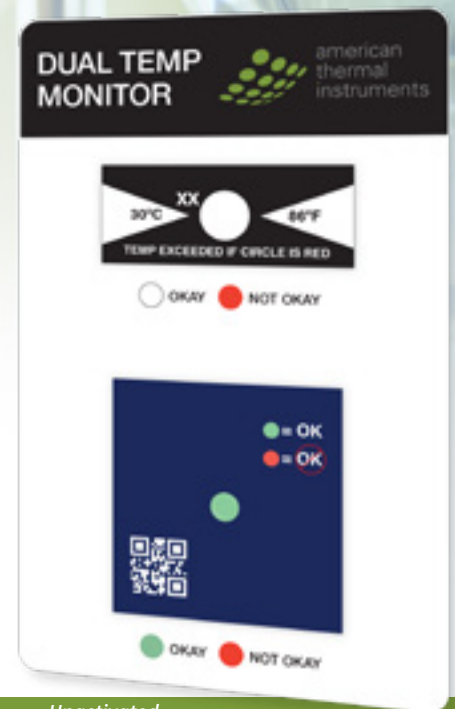 DUAL TEMP
MONITOR
american
thermal
instruments
XX
30°C
86°F
TEMP EXCEEDED IF CIRCLE IS RED
OKAY NOT OKAY
= OK
= OK
OKAY NOT OKAY
Unactivated